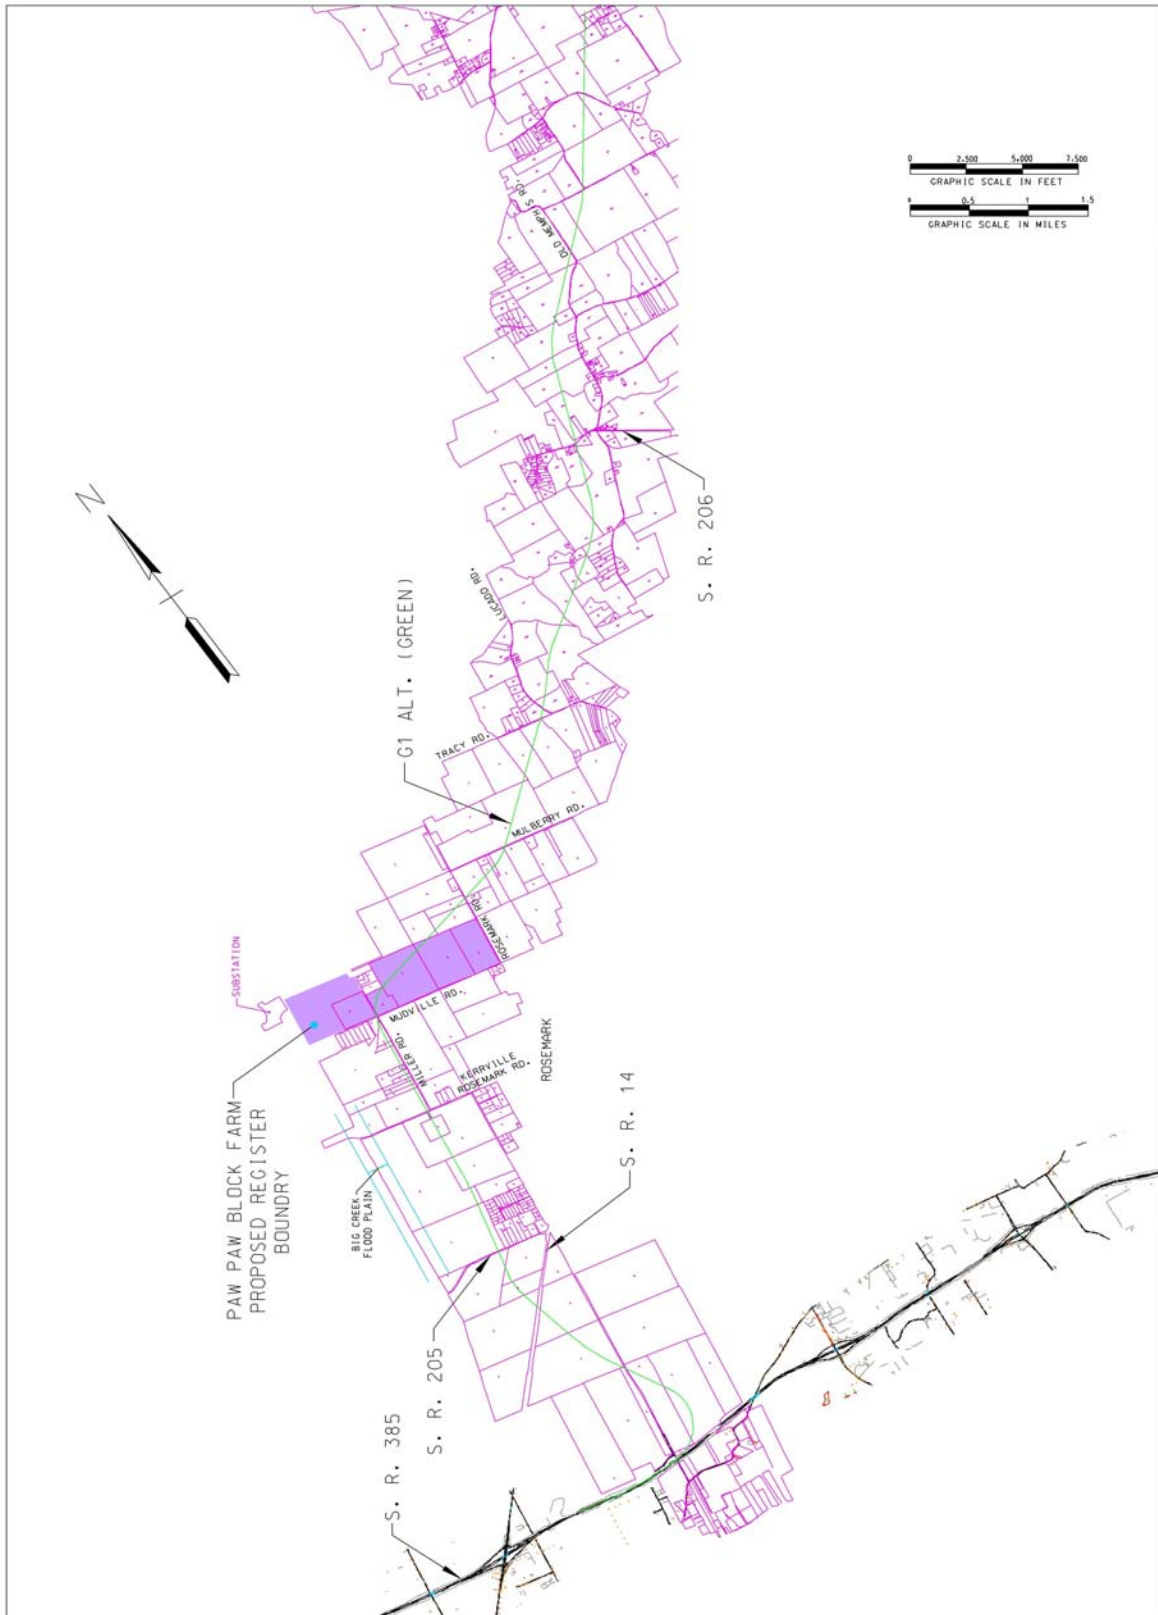 0 2,500 5,000 7,500
GRAPHIC SCALE IN FEET
0.5 1 1.5
GRAPHIC SCALE IN MILES
OLD MEMPHIS RD.
N
S. R. 206
LUCADO RD.
G1 ALT. (GREEN)
TRACY RD.
MULBERRY RD.
ROSEMARK RD.
ROSEMARK
SUBSTATION
MUDVILLE RD.
MILLER RD.
KERRVILLE
ROSEMARK RD.
ROSEMARK
PAW PAW BLOCK FARM
PROPOSED REGISTER
BOUNDRY
BIG CREEK
FLOOD PLAIN
S. R. 14
S. R. 205
S. R. 385